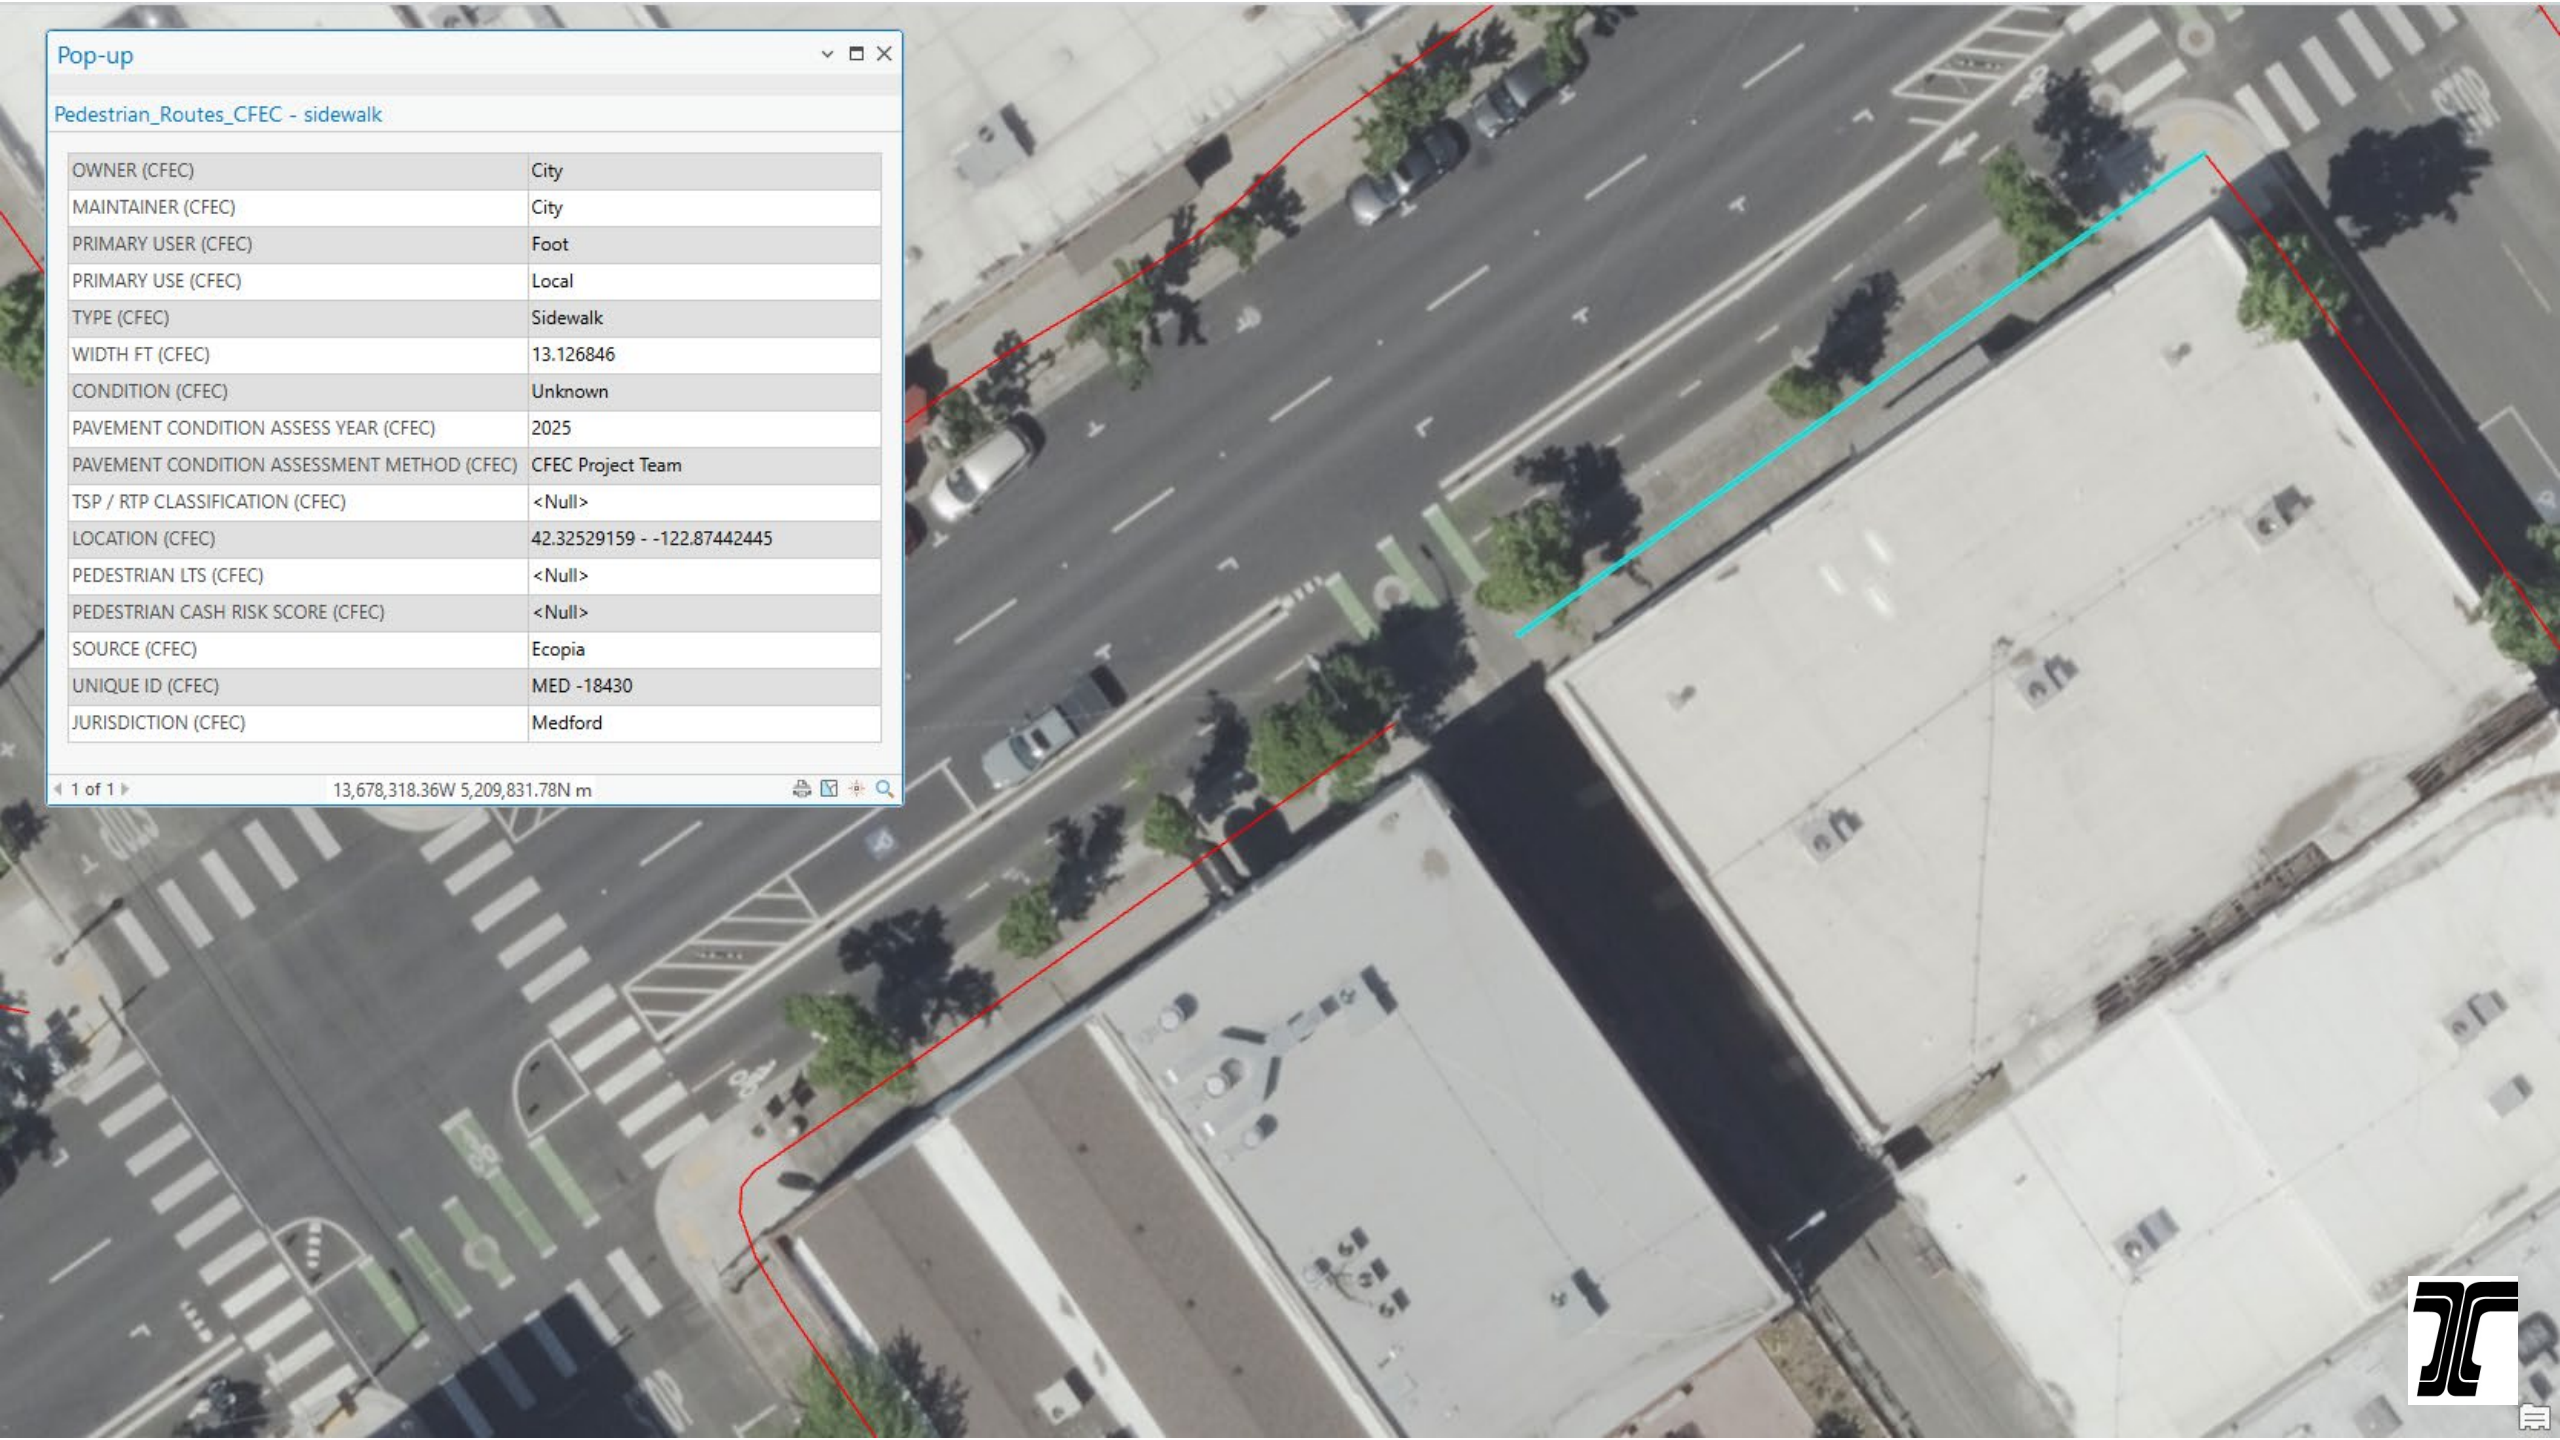 Pop-up
Pedestrian_Routes_CFEC - sidewalk
OWNER (CFEC) City
MAINTAINER (CFEC) City
PRIMARY USER (CFEC) Foot
PRIMARY USE (CFEC) Local
TYPE (CFEC) Sidewalk
WIDTH FT (CFEC) 13.126846
CONDITION (CFEC) Unknown
PAVEMENT CONDITION ASSESS YEAR (CFEC) 2025
PAVEMENT CONDITION ASSESSMENT METHOD (CFEC) CFEC Project Team
TSP / RTP CLASSIFICATION (CFEC) <Null>
LOCATION (CFEC) 42.32529159 - -122.87442445
PEDESTRIAN LTS (CFEC) <Null>
PEDESTRIAN CASH RISK SCORE (CFEC) <Null>
SOURCE (CFEC) Ecopia
UNIQUE ID (CFEC) MED -18430
JURISDICTION (CFEC) Medford
1 of 1 13,678,318.36W 5,209,831.78N m
STOP